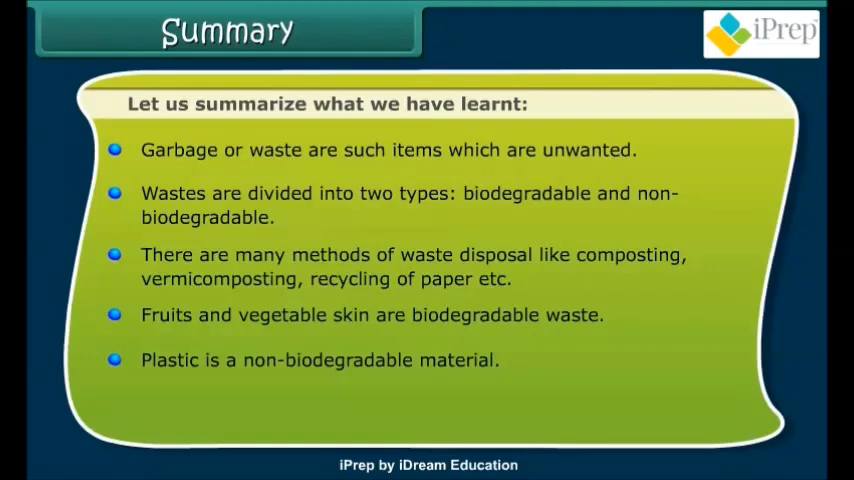 Summary
iPrep
Let us summarize what we have learnt:
Garbage or waste are such items which are unwanted.
Wastes are divided into two types: biodegradable and non-
biodegradable.
There are many methods of waste disposal like composting,
vermicomposting, recycling of paper etc.
Fruits and vegetable skin are biodegradable waste.
Plastic is a non-biodegradable material.
iPrep by iDream Education